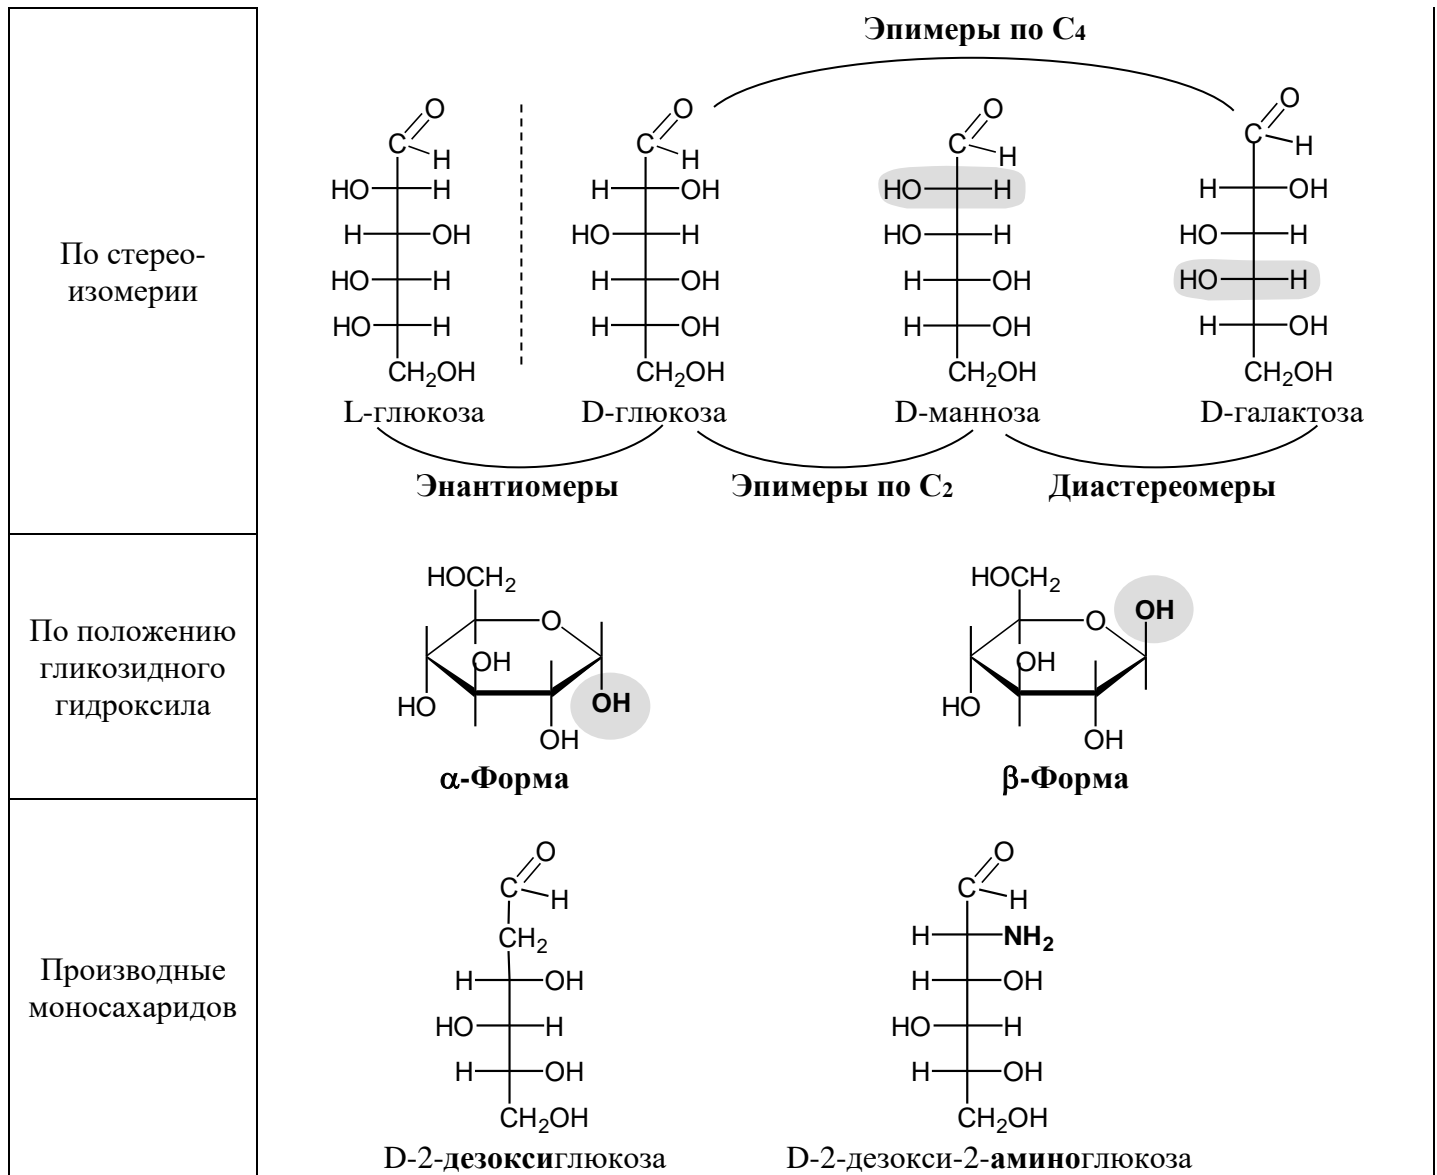 Эпимеры по C4
По стерео-
изомерии
O
C
H
HO H
H OH
HO H
HO H
CH2OH
L-глюкоза
O
C
H
H OH
HO H
H OH
H OH
CH2OH
D-глюкоза
O
C
H
HO H
HO H
H OH
H OH
CH2OH
D-манноза
O
C
H
H OH
HO H
HO H
H OH
CH2OH
D-галактоза
Энантиомеры
Эпимеры по C2
Диастереомеры
По положению
гликозидного
гидроксила
HOCH2
O
OH
HO
OH
OH
α-Форма
HOCH2
OH
O
OH
HO
OH
β-Форма
Производные
моносахаридов
O
C
H
CH2
H OH
HO H
H OH
CH2OH
D-2-дезоксиглюкоза
O
C
H
H NH2
H OH
HO H
H OH
CH2OH
D-2-дезокси-2-аминоглюкоза